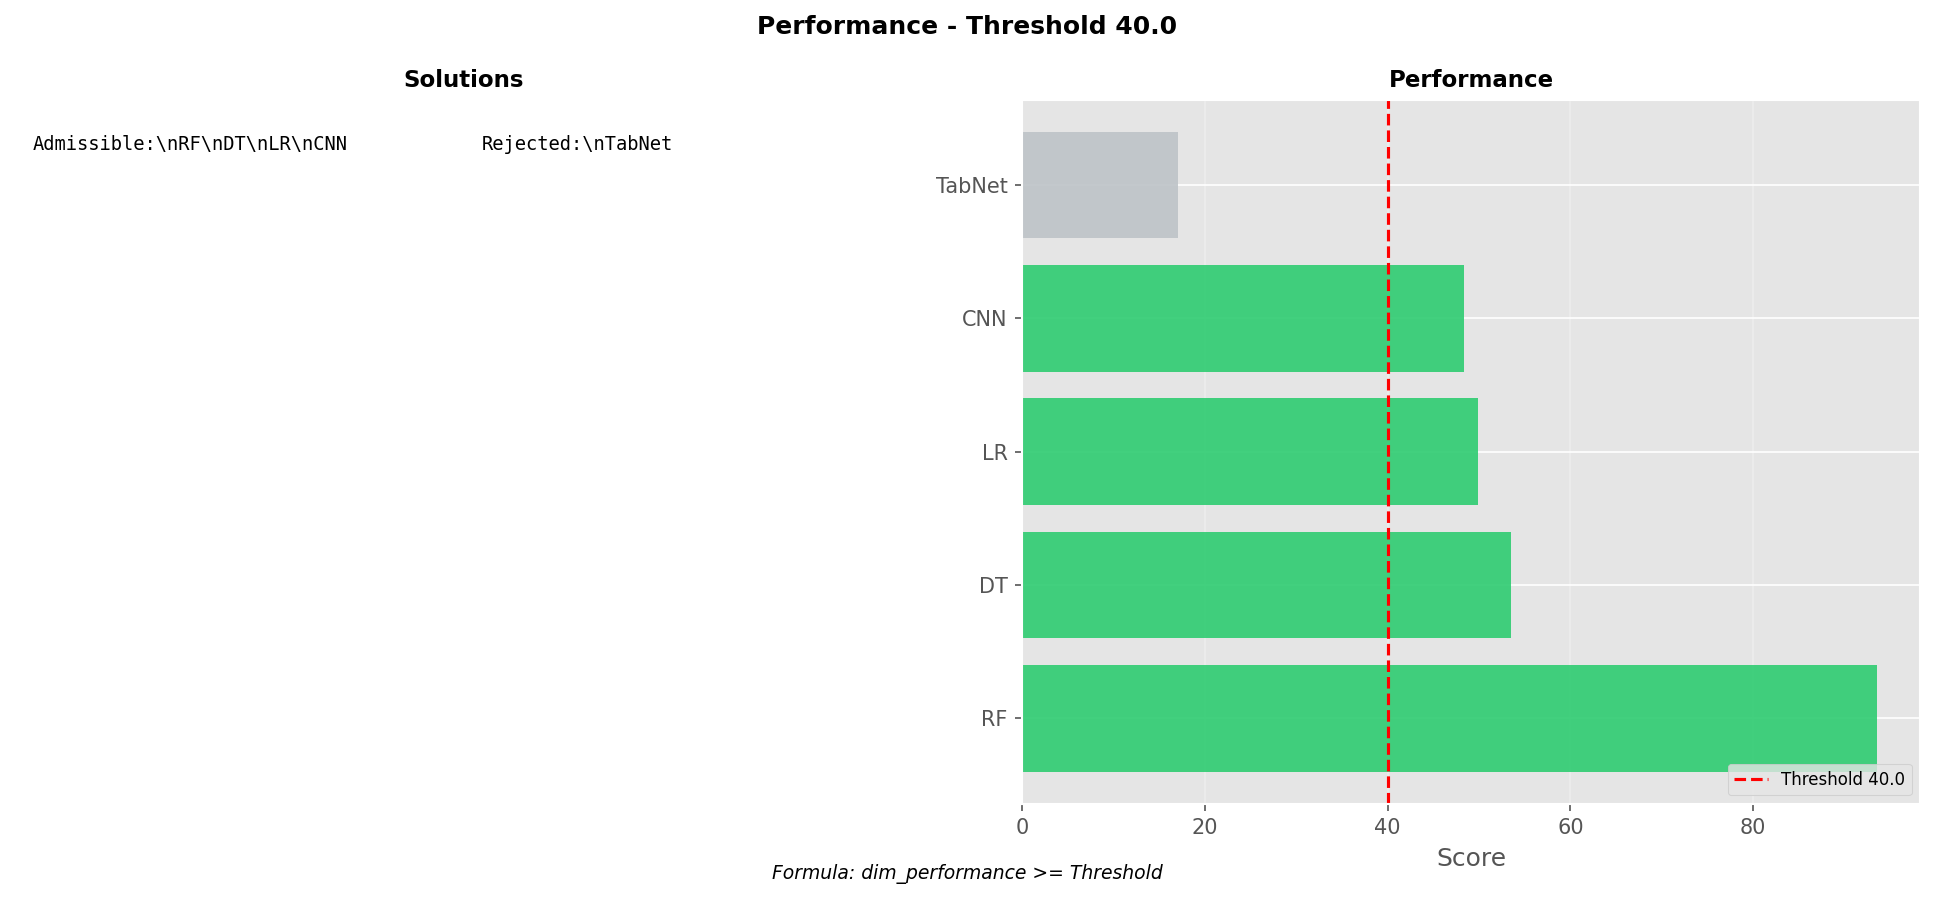 Performance - Threshold 40.0
Solutions
Admissible:\nRF\nDT\nLR\nCNN
Rejected:\nTabNet
Performance
TabNet
CNN
LR
DT
RF
Threshold 40.0
0 20 40 60 80
Score
Formula: dim_performance >= Threshold